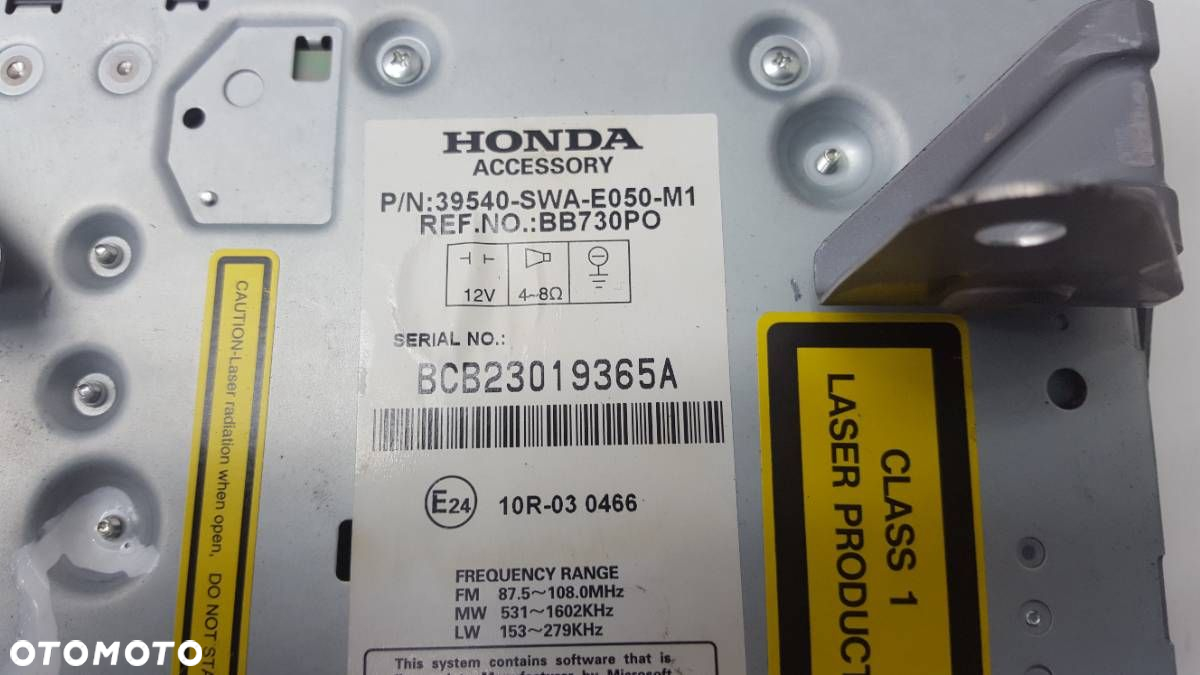 HONDA
ACCESSORY
P/N:39540-SWA-E050-M1
REF.NO.:BB730PO
12V 4~8Ω
SERIAL NO.:
BCB23019365A
E24 10R-03 0466
FREQUENCY RANGE
FM 87.5~108.0MHz
MW 531~1602KHz
LW 153~279KHz
This system contains software that is
by Microsoft
CAUTION-Laser radiation when open, DO NOT STA
CLASS 1
LASER PRODUCT
OTOMOTO